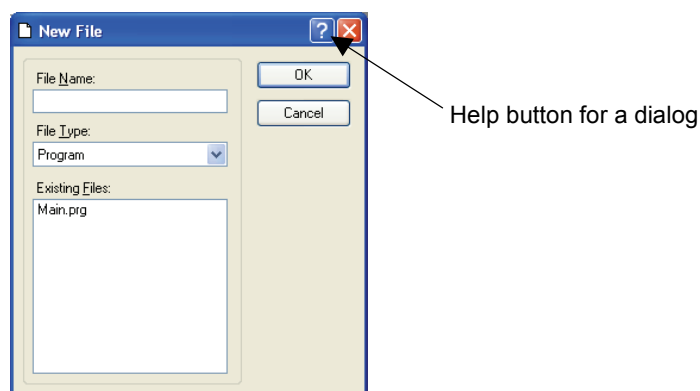 New File
?
File Name:
OK
Cancel
Help button for a dialog
File Type:
Program
Existing Files:
Main.prg